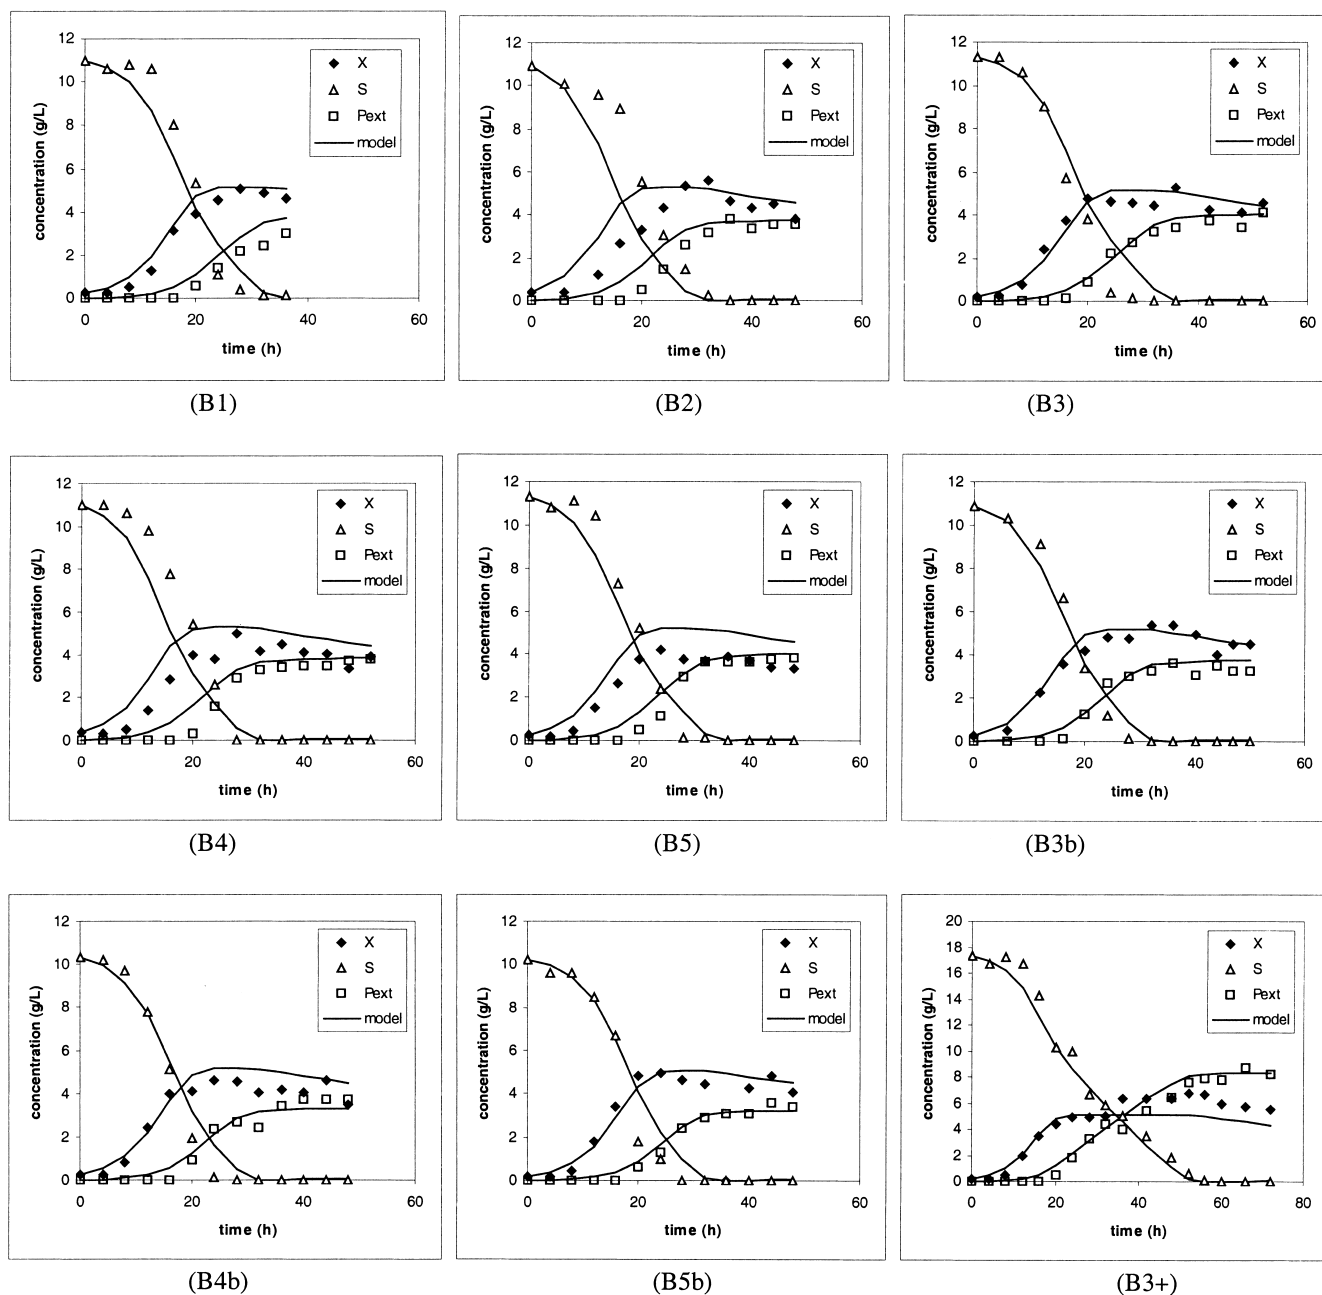 12
10
8
6
4
2
0
0
20
40
60
concentration (g/L)
time (h)
X
S
Pext
model
(B1)
12
10
8
6
4
2
0
0
20
40
60
concentration (g/L)
time (h)
X
S
Pext
model
(B2)
12
10
8
6
4
2
0
0
20
40
60
concentration (g/L)
time (h)
X
S
Pext
model
(B3)
12
10
8
6
4
2
0
0
20
40
60
concentration (g/L)
time (h)
X
S
Pext
model
(B4)
12
10
8
6
4
2
0
0
20
40
60
concentration (g/L)
time (h)
X
S
Pext
model
(B5)
12
10
8
6
4
2
0
0
20
40
60
concentration (g/L)
time (h)
X
S
Pext
model
(B3b)
12
10
8
6
4
2
0
0
20
40
60
concentration (g/L)
time (h)
X
S
Pext
model
(B4b)
12
10
8
6
4
2
0
0
20
40
60
concentration (g/L)
time (h)
X
S
Pext
model
(B5b)
20
18
16
14
12
10
8
6
4
2
0
0
20
40
60
80
concentration (g/L)
time (h)
X
S
Pext
model
(B3+)